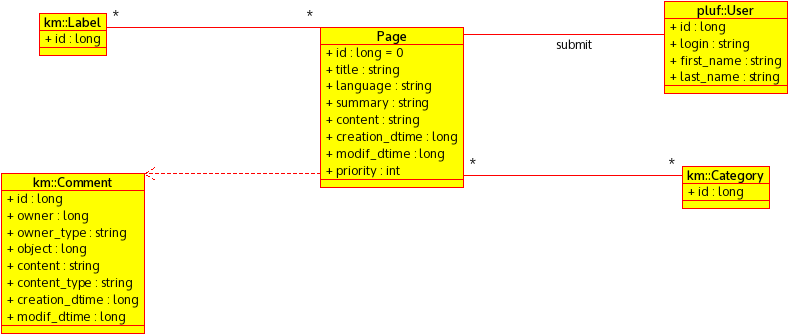 km::Label
+ id : long
*
*
Page
+ id : long = 0
+ title : string
+ language : string
+ summary : string
+ content : string
+ creation_dtime : long
+ modif_dtime : long
+ priority : int
submit
pluf::User
+ id : long
+ login : string
+ first_name : string
+ last_name : string
*
*
km::Category
+ id : long
km::Comment
+ id : long
+ owner : long
+ owner_type : string
+ object : long
+ content : string
+ content_type : string
+ creation_dtime : long
+ modif_dtime : long